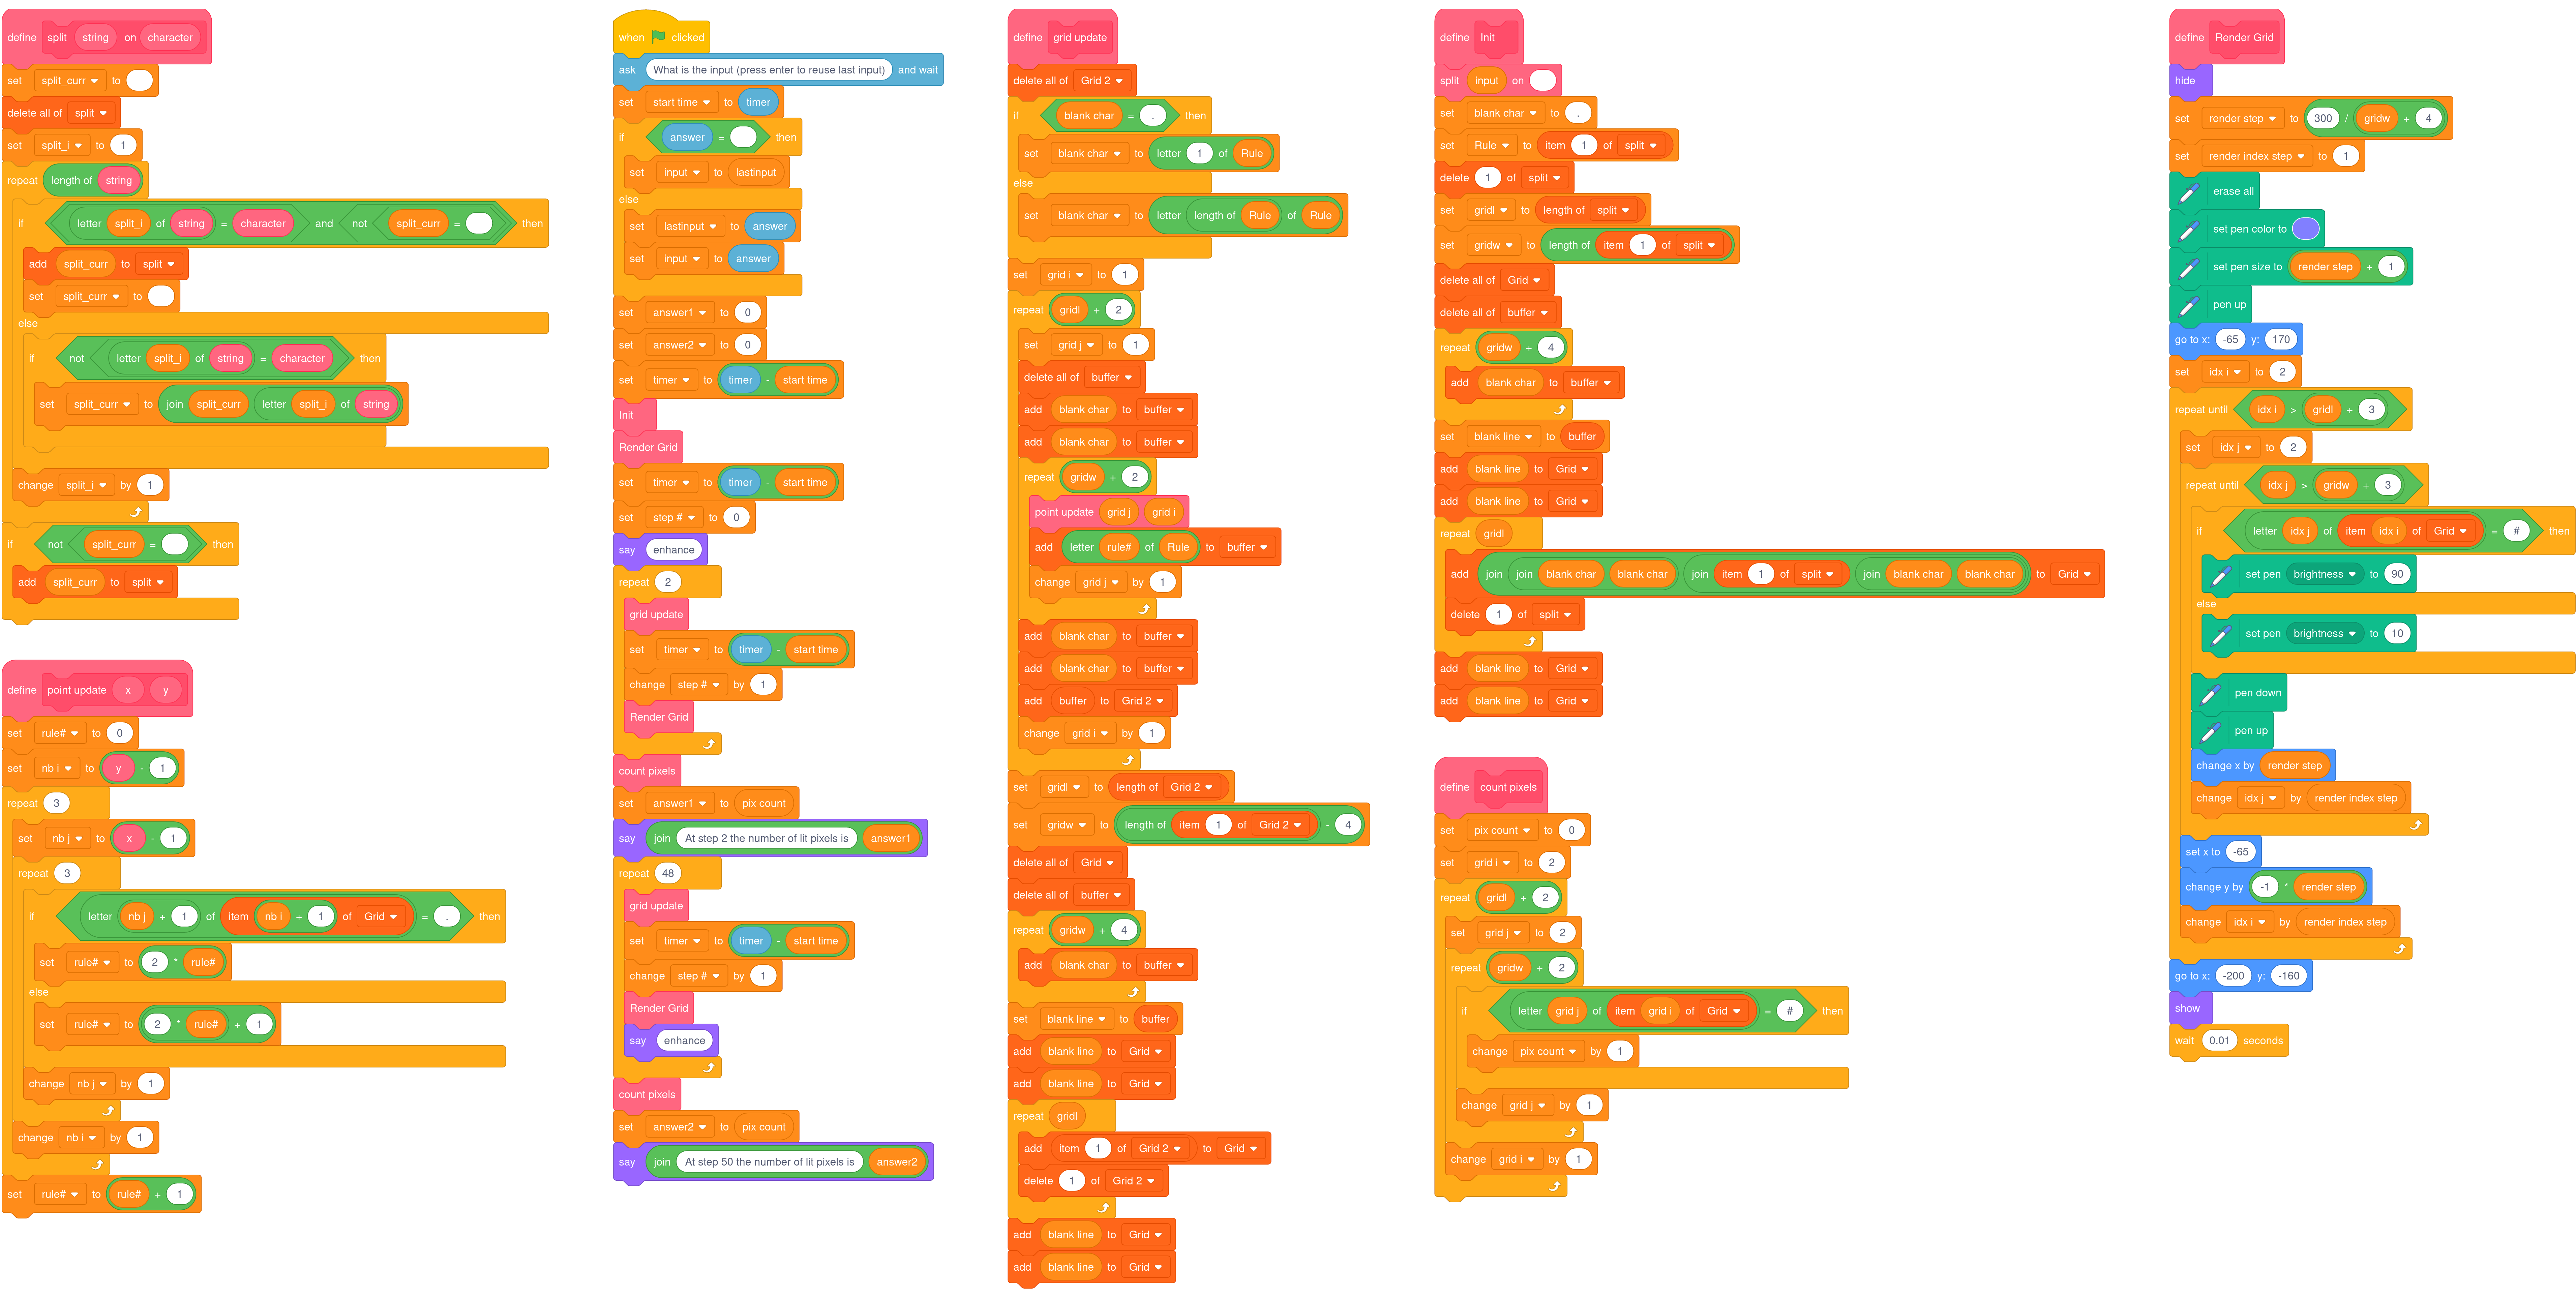 define split string on character
set split_curr to
delete all of split
set split_i to 1
repeat length of string
if letter split_i of string = character and not split_curr = then
add split_curr to split
set split_curr to
else
if not letter split_i of string = character then
set split_curr to join split_curr letter split_i of string
change split_i by 1
if not split_curr = then
add split_curr to split
define point update x y
set rule# to 0
set nb i to y - 1
repeat 3
set nb j to x - 1
repeat 3
if letter nb j + 1 of item nb i + 1 of Grid = . then
set rule# to 2 * rule#
else
set rule# to 2 * rule# + 1
change nb j by 1
change nb i by 1
set rule# to rule# + 1
when clicked
ask What is the input (press enter to reuse last input) and wait
set start time to timer
if answer = then
set input to lastinput
else
set lastinput to answer
set input to answer
set answer1 to 0
set answer2 to 0
set timer to timer - start time
Init
Render Grid
set timer to timer - start time
set step # to 0
say enhance
repeat 2
grid update
set timer to timer - start time
change step # by 1
Render Grid
count pixels
set answer1 to pix count
say join At step 2 the number of lit pixels is answer1
repeat 48
grid update
set timer to timer - start time
change step # by 1
Render Grid
say enhance
count pixels
set answer2 to pix count
say join At step 50 the number of lit pixels is answer2
define grid update
delete all of Grid 2
if blank char = . then
set blank char to letter 1 of Rule
else
set blank char to letter length of Rule of Rule
set grid i to 1
repeat gridl + 2
set grid j to 1
delete all of buffer
add blank char to buffer
add blank char to buffer
repeat gridw + 2
point update grid j grid i
add letter rule# of Rule to buffer
change grid j by 1
add blank char to buffer
add blank char to buffer
add buffer to Grid 2
change grid i by 1
set gridl to length of Grid 2
set gridw to length of item 1 of Grid 2 - 4
delete all of Grid
delete all of buffer
repeat gridw + 4
add blank char to buffer
set blank line to buffer
add blank line to Grid
add blank line to Grid
repeat gridl
add item 1 of Grid 2 to Grid
delete 1 of Grid 2
add blank line to Grid
add blank line to Grid
define Init
split input on
set blank char to .
set Rule to item 1 of split
delete 1 of split
set gridl to length of split
set gridw to length of item 1 of split
delete all of Grid
delete all of buffer
repeat gridw + 4
add blank char to buffer
set blank line to buffer
add blank line to Grid
add blank line to Grid
repeat gridl
add join join blank char blank char join item 1 of split join blank char blank char to Grid
delete 1 of split
add blank line to Grid
add blank line to Grid
define count pixels
set pix count to 0
set grid i to 2
repeat gridl + 2
set grid j to 2
repeat gridw + 2
if letter grid j of item grid i of Grid = # then
change pix count by 1
change grid j by 1
change grid i by 1
define Render Grid
hide
set render step to 300 / gridw + 4
set render index step to 1
erase all
set pen color to
set pen size to render step + 1
pen up
go to x: -65 y: 170
set idx i to 2
repeat until idx i > gridl + 3
set idx j to 2
repeat until idx j > gridw + 3
if letter idx j of item idx i of Grid = # then
set pen brightness to 90
else
set pen brightness to 10
pen down
pen up
change x by render step
change idx j by render index step
set x to -65
change y by -1 * render step
change idx i by render index step
go to x: -200 y: -160
show
wait 0.01 seconds